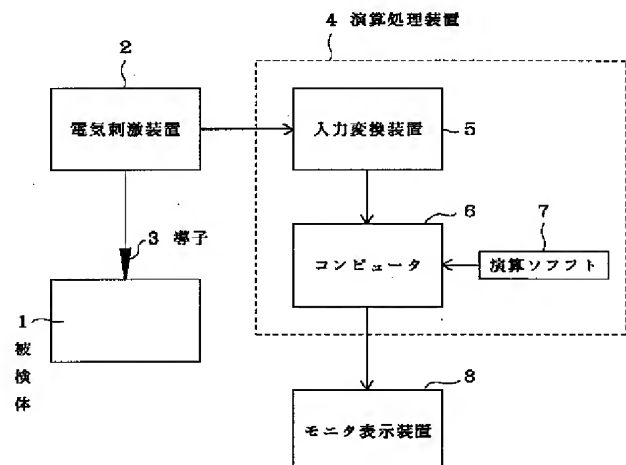 4 演算処理装置
2
電気刺激装置
入力変換装置
5
3 導子
6
7
コンピュータ
演算ソフフト
1
被
検
体
8
モニタ表示装置